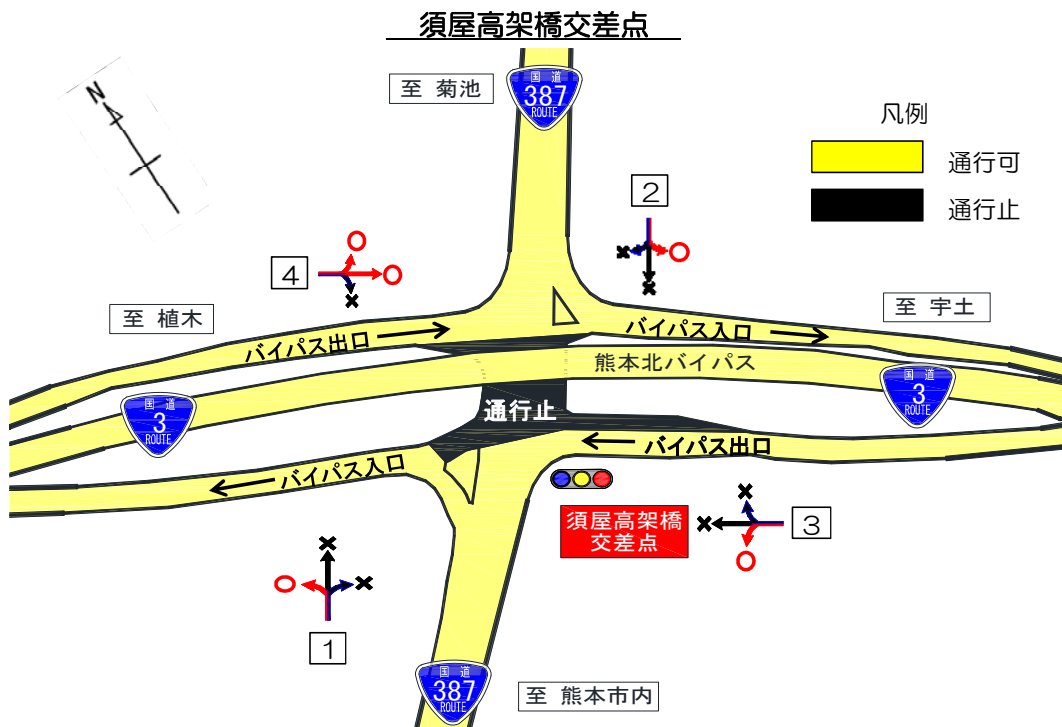 須屋高架橋交差点
国道
387
ROUTE
至 菊池
N
凡例
通行可
通行止
2
4
至 植木
至 宇土
バイパス出口
バイパス入口
熊本北バイパス
国道
3
ROUTE
国道
3
ROUTE
通行止
バイパス入口
バイパス出口
須屋高架橋
交差点
3
1
国道
387
ROUTE
至 熊本市内